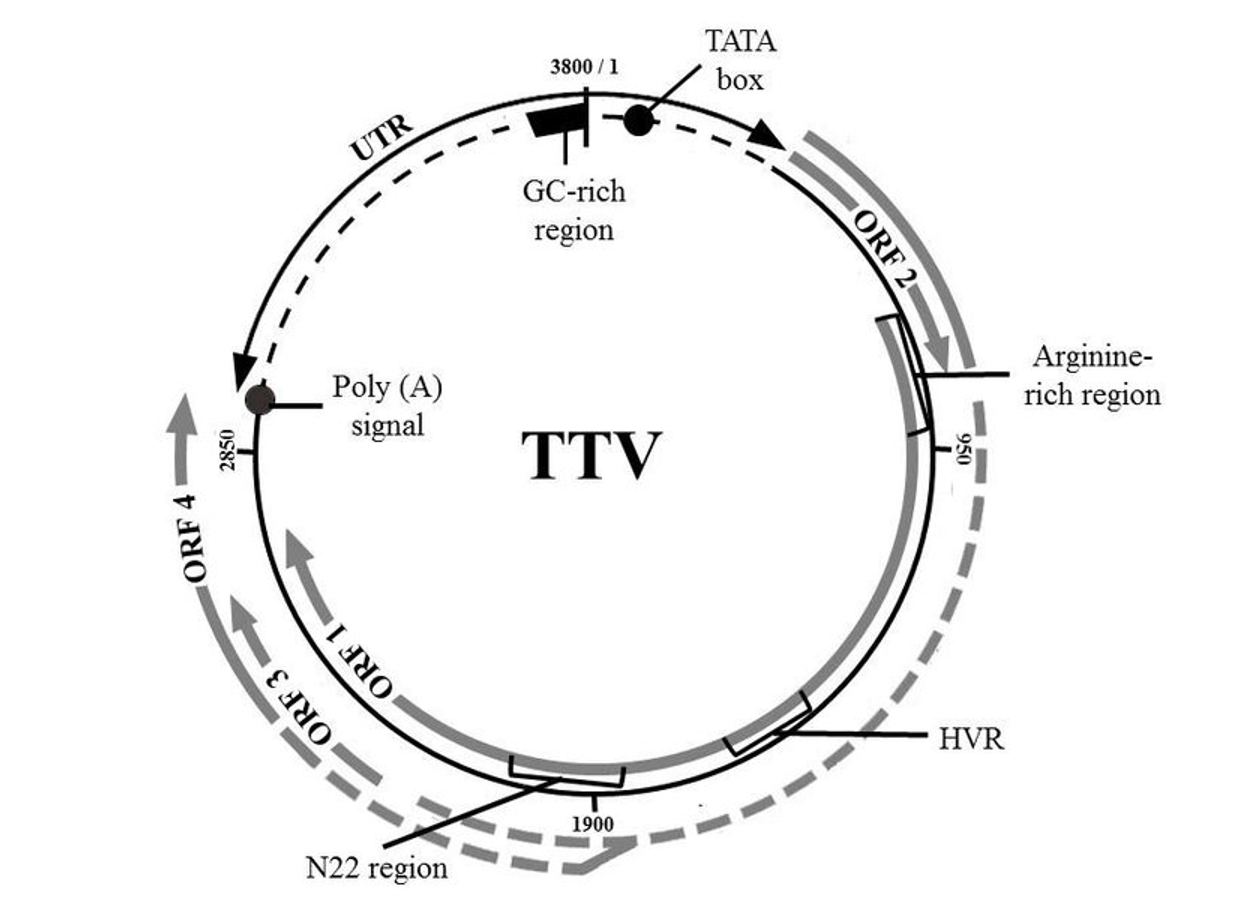 TATA
box
3800 / 1
UTR
GC-rich
region
ORF 2
Arginine-
rich region
Poly (A)
signal
TTV
2850
950
ORF 4
ORF 1
ORF 3
HVR
1900
N22 region